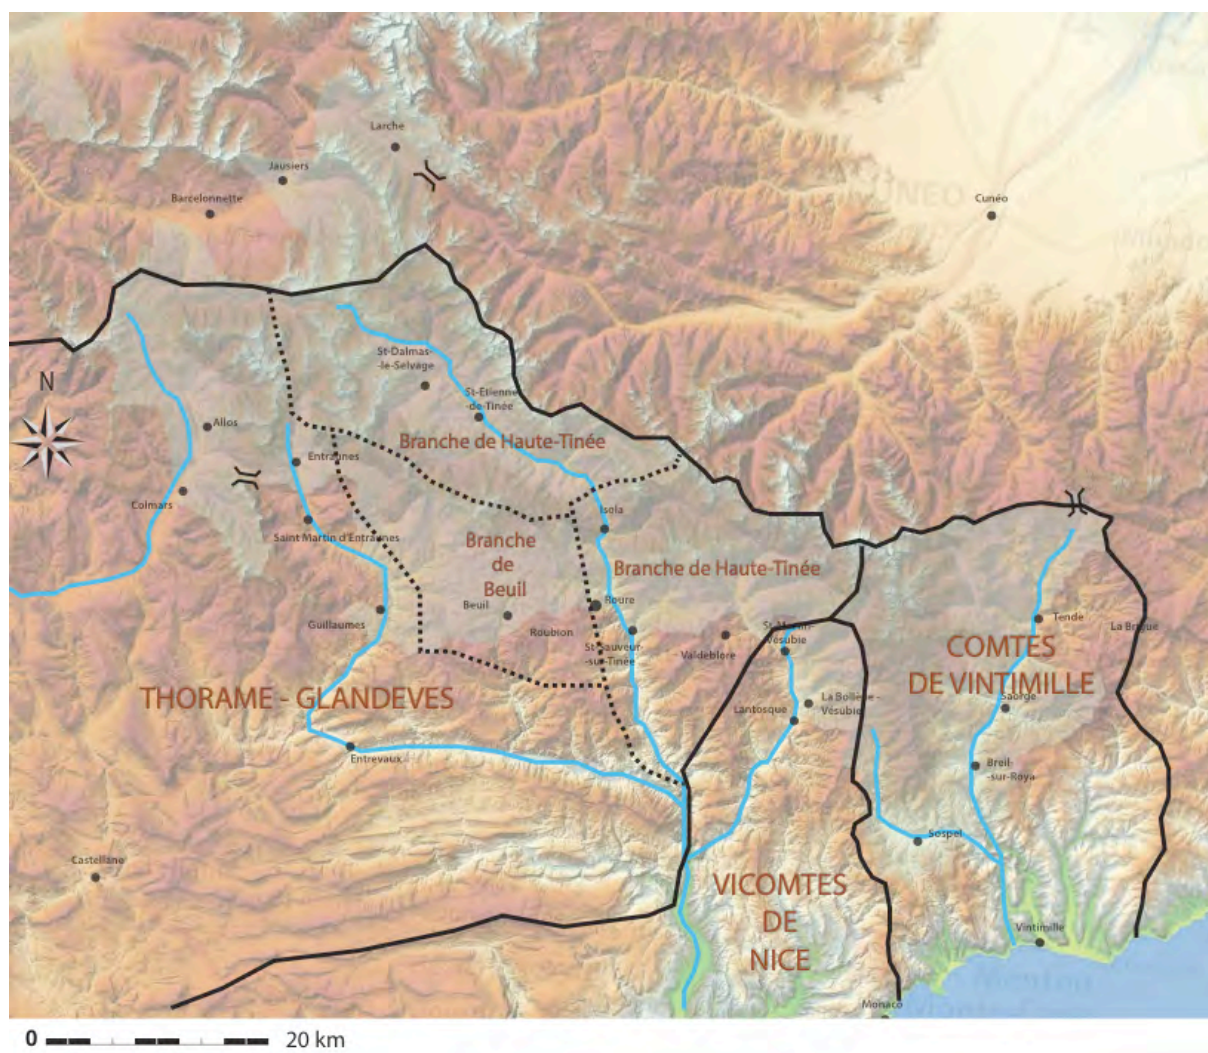 Larche
Jausiers
Barcelonnette
Cunéo
CUNEO
N
St-Dalmas-
-le-Selvage
St-Etienne
-de-Tinée
Allos
Branche de Haute-Tinée
Entraunes
Colmars
Isola
Saint Martin d'Entraunes
Branche
de
Beuil
Branche de Haute-Tinée
Beuil
Roure
Guillaumes
Roubion
St-Sauveur-
-sur-Tinée
Valdeblore
St-Martin-
Vésubie
Tende
La Brigue
COMTES
DE VINTIMILLE
THORAME - GLANDEVES
Saorge
Lantosque
La Bollène -
Vésubie
Entrevaux
Breil-
-sur-Roya
Sospel
Castellane
VICOMTES
DE
NICE
Vintimille
Menton
Monaco
0
20 km